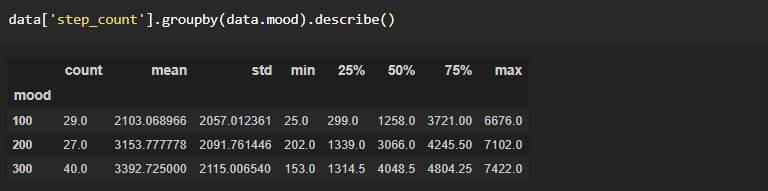 data['step_count'].groupby(data.mood).describe()
count mean std min 25% 50% 75% max
mood
100 29.0 2103.068966 2057.012361 25.0 299.0 1258.0 3721.00 6676.0
200 27.0 3153.777778 2091.761446 202.0 1339.0 3066.0 4245.50 7102.0
300 40.0 3392.725000 2115.006540 153.0 1314.5 4048.5 4804.25 7422.0